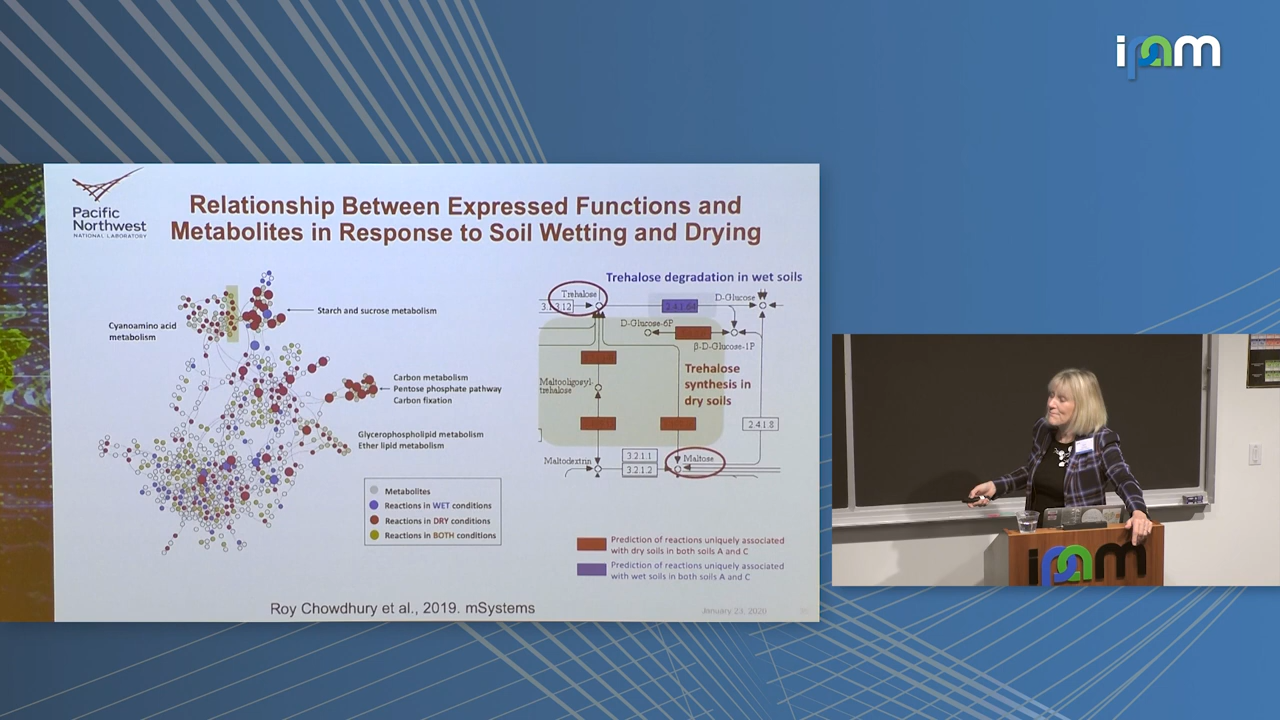 ipam
Pacific
Northwest
NATIONAL LABORATORY
Relationship Between Expressed Functions and
Metabolites in Response to Soil Wetting and Drying
Starch and sucrose metabolism
Cyanoamino acid
metabolism
Carbon metabolism
Pentose phosphate pathway
Carbon fixation
Glycerophospholipid metabolism
Ether lipid metabolism
Metabolites
Reactions in WET conditions
Reactions in DRY conditions
Reactions in BOTH conditions
Trehalose degradation in wet soils
Trehalose
D-Glucose
2.4.1.64
D-Glucose-6P
β-D-Glucose-1P
Trehalose
synthesis in
dry soils
Maltooligosyl-
trehalose
2.4.1.8
Maltodextrin
3.2.1.1
3.2.1.2
Maltose
Prediction of reactions uniquely associated
with dry soils in both soils A and C
Prediction of reactions uniquely associated
with wet soils in both soils A and C
Roy Chowdhury et al., 2019. mSystems
January 23, 2020
ipam